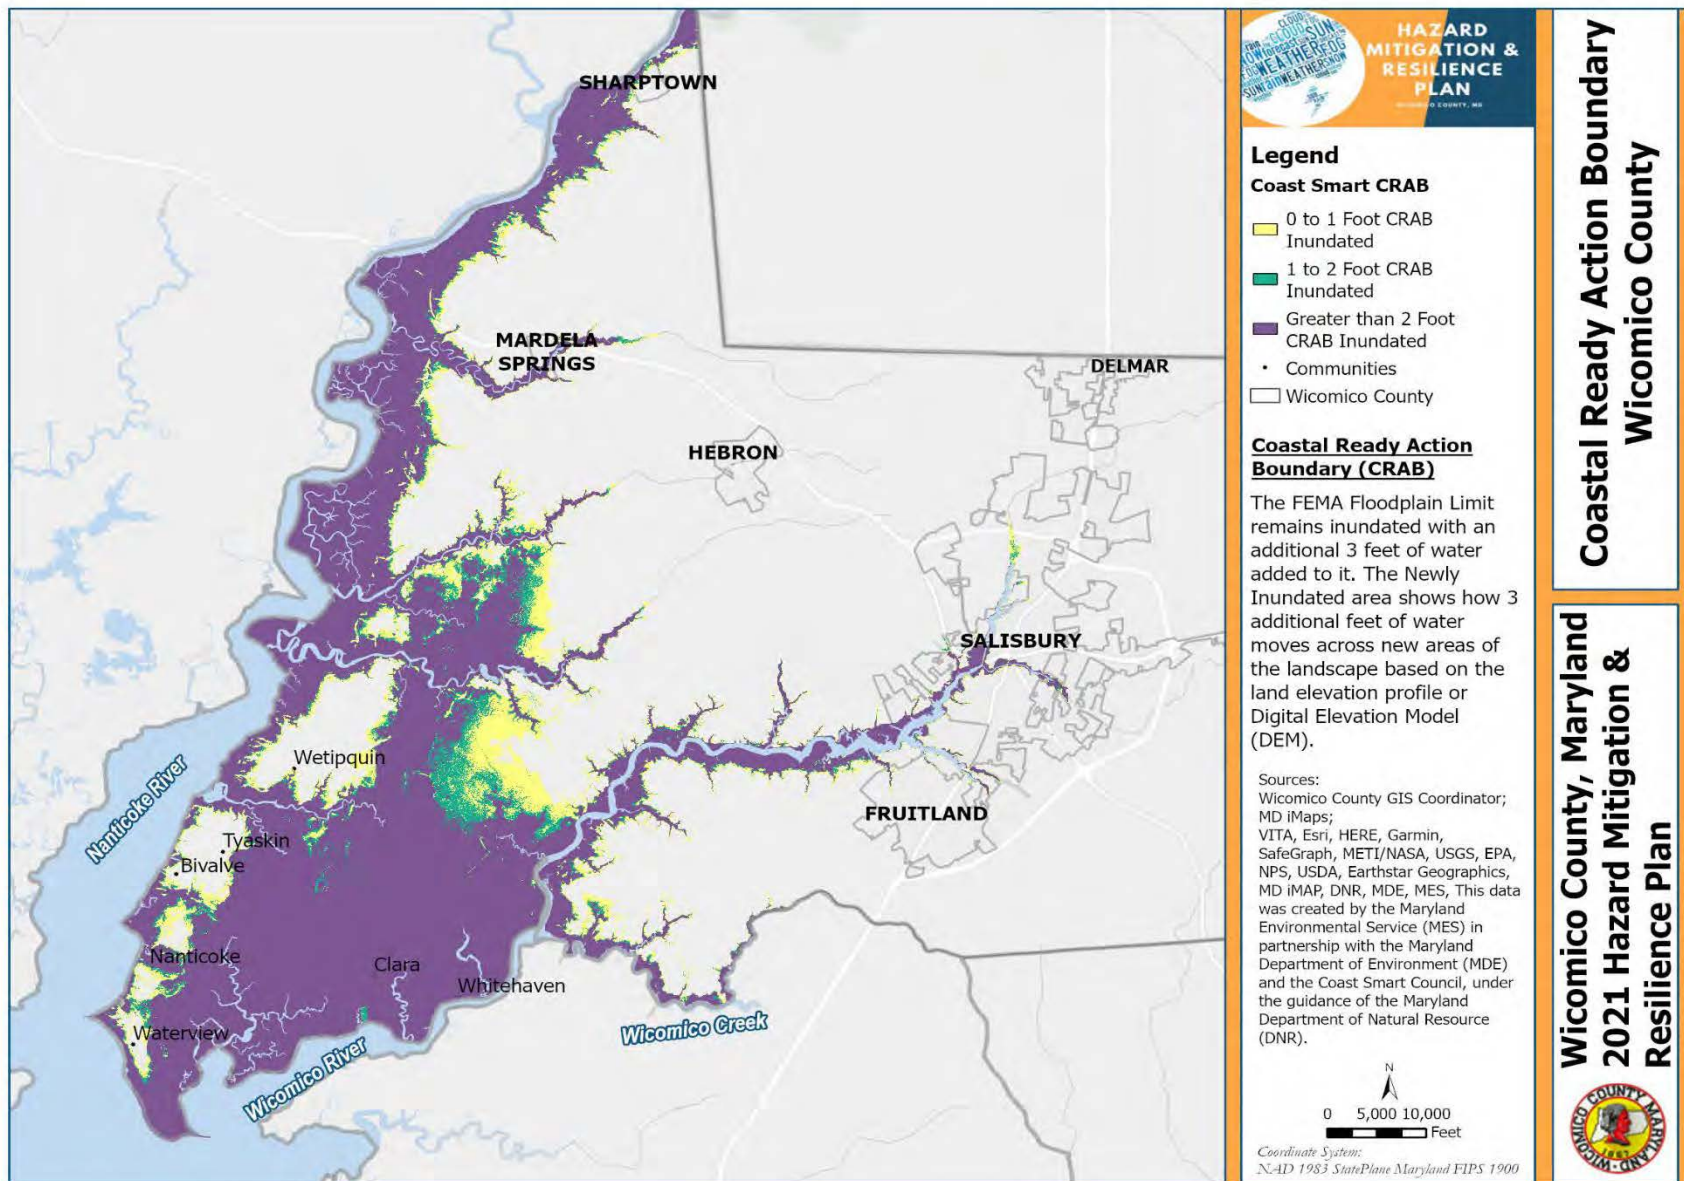 SHARPTOWN
MARDELA
SPRINGS
DELMAR
HEBRON
SALISBURY
FRUITLAND
Wetipquin
Nanticoke River
Tyaskin
Bivalve
Nanticoke
Clara
Whitehaven
Waterview
Wicomico River
Wicomico Creek
HAZARD
MITIGATION &
RESILIENCE
PLAN
WICOMICO COUNTY, MD
Legend
Coast Smart CRAB
0 to 1 Foot CRAB
Inundated
1 to 2 Foot CRAB
Inundated
Greater than 2 Foot
CRAB Inundated
Communities
Wicomico County
Coastal Ready Action
Boundary (CRAB)
The FEMA Floodplain Limit
remains inundated with an
additional 3 feet of water
added to it. The Newly
Inundated area shows how 3
additional feet of water
moves across new areas of
the landscape based on the
land elevation profile or
Digital Elevation Model
(DEM).
Sources:
Wicomico County GIS Coordinator;
MD iMaps;
VITA, Esri, HERE, Garmin,
SafeGraph, METI/NASA, USGS, EPA,
NPS, USDA, Earthstar Geographics,
MD iMAP, DNR, MDE, MES, This data
was created by the Maryland
Environmental Service (MES) in
partnership with the Maryland
Department of Environment (MDE)
and the Coast Smart Council, under
the guidance of the Maryland
Department of Natural Resource
(DNR).
N
0 5,000 10,000
Feet
Coordinate System:
NAD 1983 StatePlane Maryland FIPS 1900
Coastal Ready Action Boundary
Wicomico County
Wicomico County, Maryland
2021 Hazard Mitigation &
Resilience Plan
WICOMICO COUNTY MARYLAND
1867